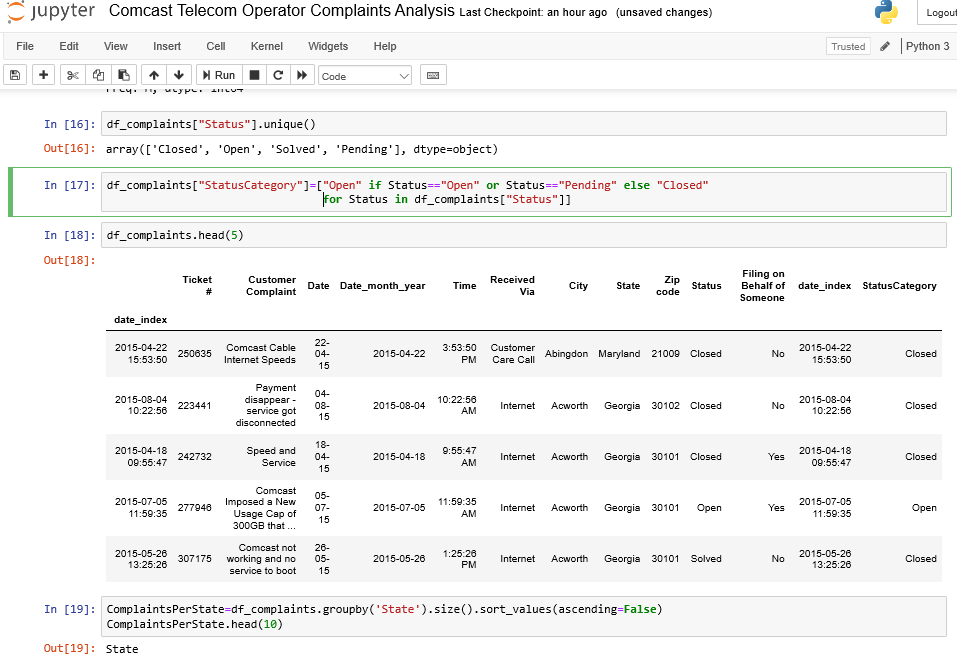 jupyter Comcast Telecom Operator Complaints Analysis Last Checkpoint: an hour ago (unsaved changes) Logout
File Edit View Insert Cell Kernel Widgets Help Trusted Python 3
Run Code
In [16]: df_complaints["Status"].unique()
Out[16]: array(['Closed', 'Open', 'Solved', 'Pending'], dtype=object)
In [17]: df_complaints["StatusCategory"]=["Open" if Status=="Open" or Status=="Pending" else "Closed"
for Status in df_complaints["Status"]]
In [18]: df_complaints.head(5)
Out[18]:
Ticket # Customer Complaint Date Date_month_year Time Received Via City State Zip code Status Filing on Behalf of Someone date_index StatusCategory
date_index
2015-04-22 15:53:50 250635 Comcast Cable Internet Speeds 22-04-15 2015-04-22 3:53:50 PM Customer Care Call Abingdon Maryland 21009 Closed No 2015-04-22 15:53:50 Closed
2015-08-04 10:22:56 223441 Payment disappear - service got disconnected 04-08-15 2015-08-04 10:22:56 AM Internet Acworth Georgia 30102 Closed No 2015-08-04 10:22:56 Closed
2015-04-18 09:55:47 242732 Speed and Service 18-04-15 2015-04-18 9:55:47 AM Internet Acworth Georgia 30101 Closed Yes 2015-04-18 09:55:47 Closed
2015-07-05 11:59:35 277946 Comcast Imposed a New Usage Cap of 300GB that ... 05-07-15 2015-07-05 11:59:35 AM Internet Acworth Georgia 30101 Open Yes 2015-07-05 11:59:35 Open
2015-05-26 13:25:26 307175 Comcast not working and no service to boot 26-05-15 2015-05-26 1:25:26 PM Internet Acworth Georgia 30101 Solved No 2015-05-26 13:25:26 Closed
In [19]: ComplaintsPerState=df_complaints.groupby('State').size().sort_values(ascending=False)
ComplaintsPerState.head(10)
Out[19]: State